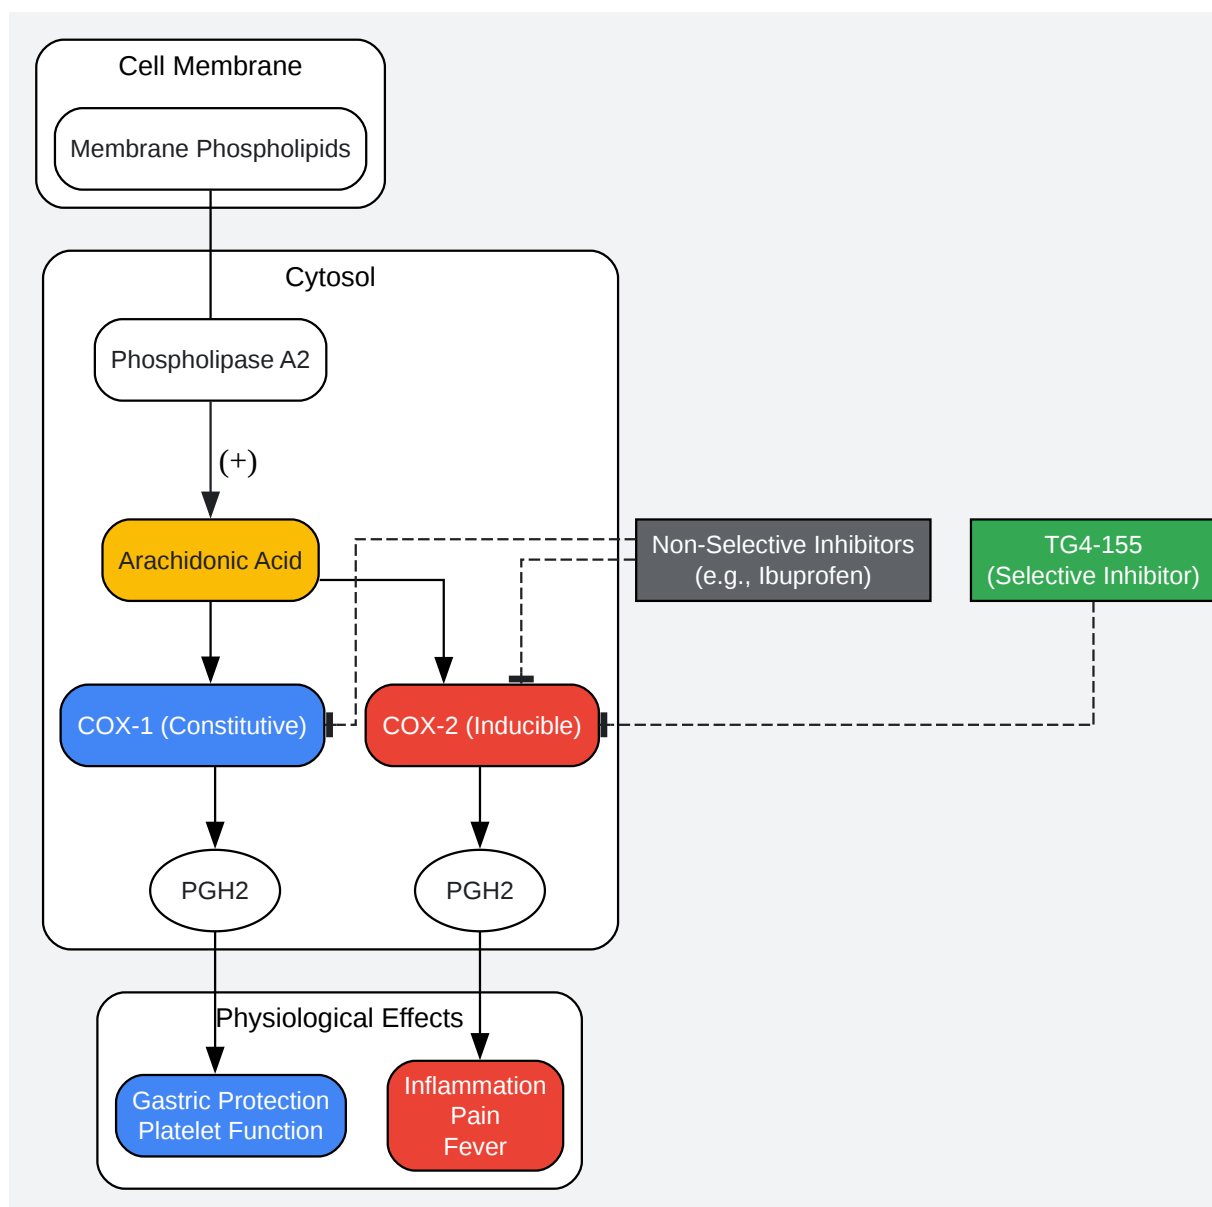 Cell Membrane
Membrane Phospholipids
Cytosol
Phospholipase A2
(+)
Arachidonic Acid
Non-Selective Inhibitors
(e.g., Ibuprofen)
TG4-155
(Selective Inhibitor)
COX-1 (Constitutive)
COX-2 (Inducible)
PGH2
PGH2
Physiological Effects
Gastric Protection
Platelet Function
Inflammation
Pain
Fever